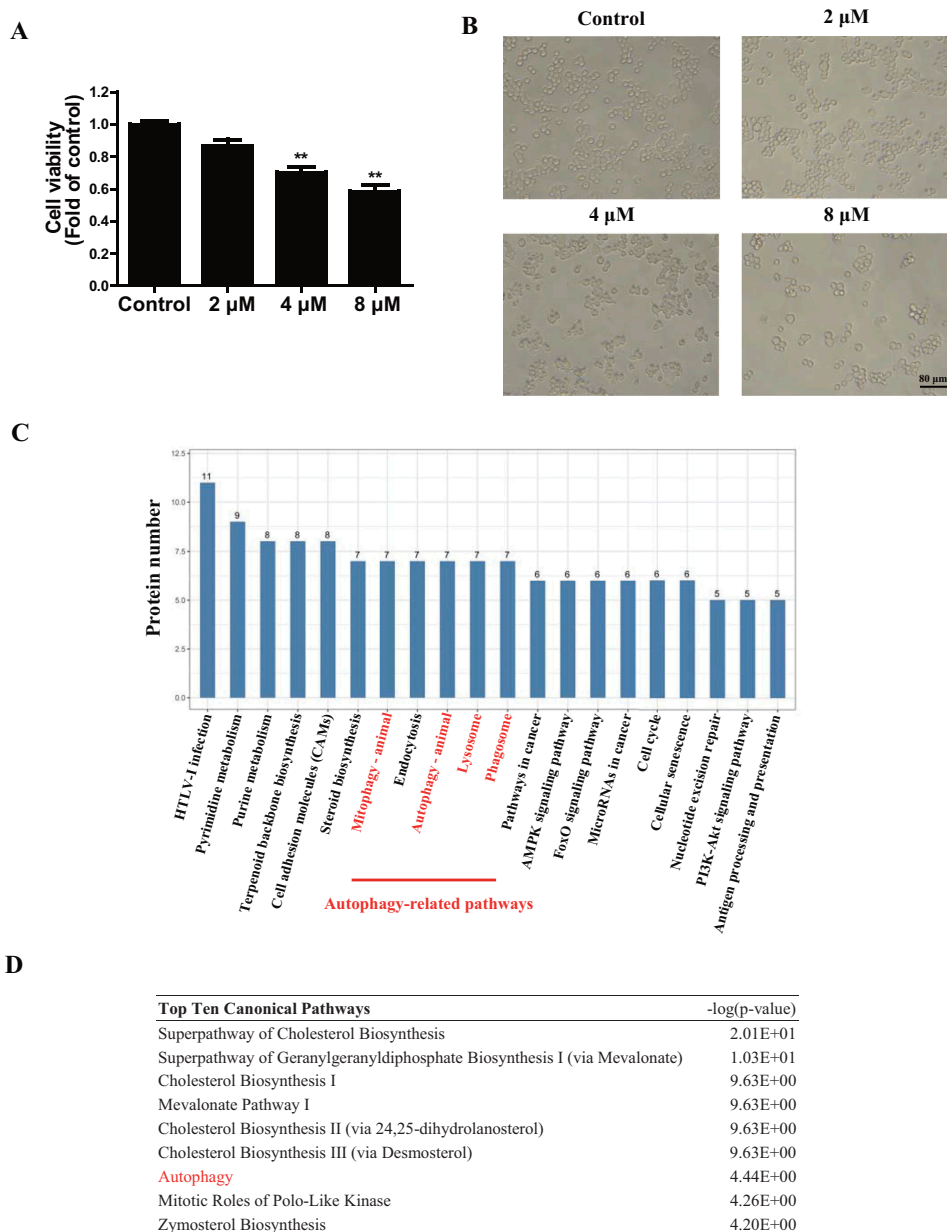 A
Cell viability
(Fold of control)
1.2
1.0
0.8
0.6
0.4
0.2
0.0
**
**
Control 2 µM 4 µM 8 µM
B
Control 2 µM
4 µM 8 µM
80 µm
C
Protein number
12.5
10.0
7.5
5.0
2.5
0.0
11 9 8 8 8 7 7 7 7 7 7 6 6 6 6 6 6 5 5 5
HTLV-I infection
Pyrimidine metabolism
Purine metabolism
Terpenoid backbone biosynthesis
Cell adhesion molecules (CAMs)
Steroid biosynthesis
Mitophagy - animal
Endocytosis
Autophagy - animal
Lysosome
Phagosome
Pathways in cancer
AMPK signaling pathway
FoxO signaling pathway
MicroRNAs in cancer
Cell cycle
Cellular senescence
Nucleotide excision repair
PI3K-Akt signaling pathway
Antigen processing and presentation
Autophagy-related pathways
D
Top Ten Canonical Pathways -log(p-value)
Superpathway of Cholesterol Biosynthesis 2.01E+01
Superpathway of Geranylgeranyldiphosphate Biosynthesis I (via Mevalonate) 1.03E+01
Cholesterol Biosynthesis I 9.63E+00
Mevalonate Pathway I 9.63E+00
Cholesterol Biosynthesis II (via 24,25-dihydrolanosterol) 9.63E+00
Cholesterol Biosynthesis III (via Desmosterol) 9.63E+00
Autophagy 4.44E+00
Mitotic Roles of Polo-Like Kinase 4.26E+00
Zymosterol Biosynthesis 4.20E+00